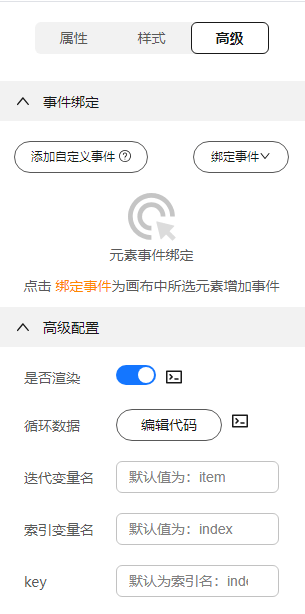 属性 样式 高级
事件绑定
添加自定义事件 ? 绑定事件
元素事件绑定
点击 绑定事件为画布中所选元素增加事件
高级配置
是否渲染
循环数据 编辑代码
迭代变量名 默认值为：item
索引变量名 默认值为：index
key 默认为索引名：inde